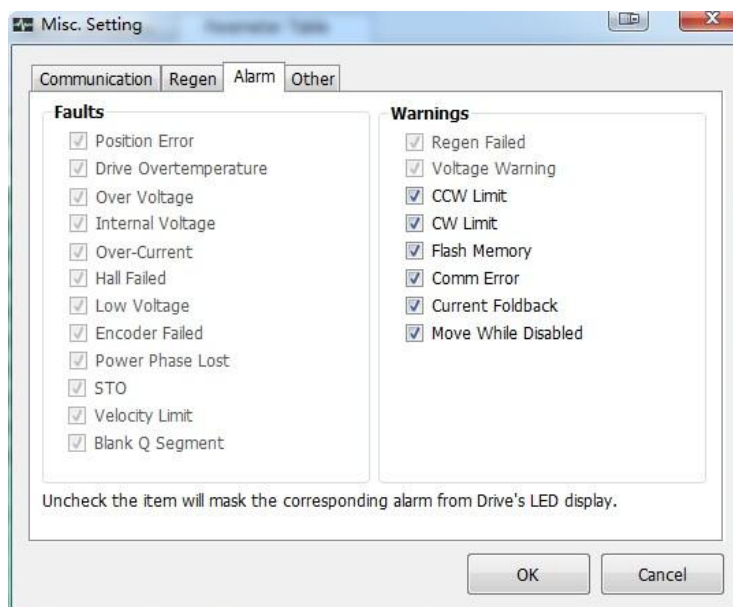 Misc. Setting
Parameter Table
Communication Regen Alarm Other
Faults
Position Error
Drive Overtemperature
Over Voltage
Internal Voltage
Over-Current
Hall Failed
Low Voltage
Encoder Failed
Power Phase Lost
STO
Velocity Limit
Blank Q Segment
Warnings
Regen Failed
Voltage Warning
CCW Limit
CW Limit
Flash Memory
Comm Error
Current Foldback
Move While Disabled
Uncheck the item will mask the corresponding alarm from Drive's LED display.
OK Cancel